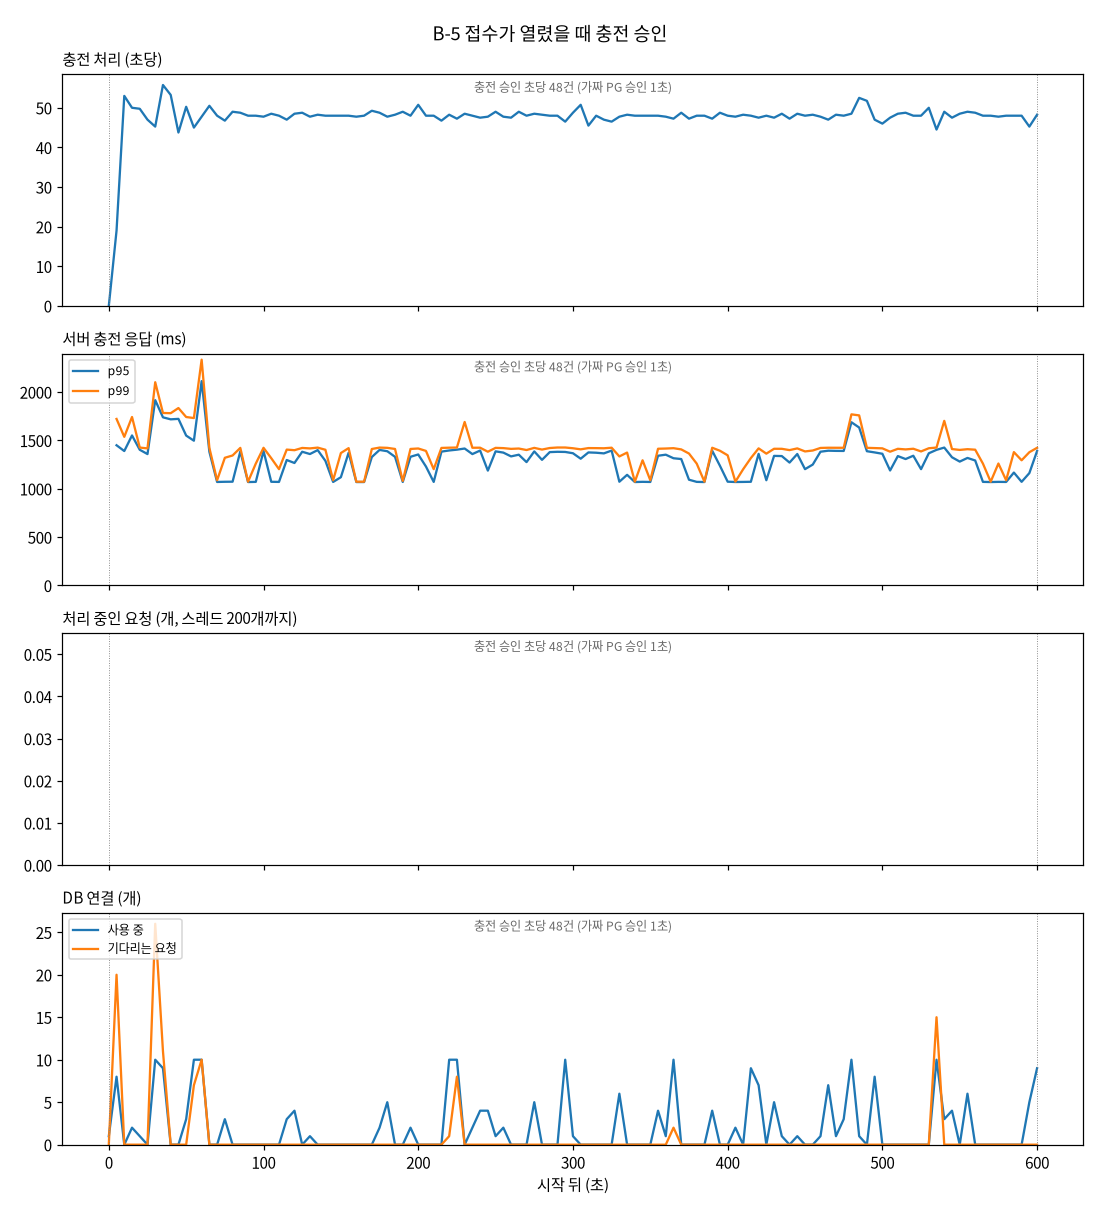 B-5 접수가 열렸을 때 충전 승인
충전 처리 (초당)
충전 승인 초당 48건 (가짜 PG 승인 1초)
50
40
30
20
10
0
서버 충전 응답 (ms)
충전 승인 초당 48건 (가짜 PG 승인 1초)
p95
p99
2000
1500
1000
500
0
처리 중인 요청 (개, 스레드 200개까지)
충전 승인 초당 48건 (가짜 PG 승인 1초)
0.05
0.04
0.03
0.02
0.01
0.00
DB 연결 (개)
충전 승인 초당 48건 (가짜 PG 승인 1초)
사용 중
기다리는 요청
25
20
15
10
5
0
0 100 200 300 400 500 600
시작 뒤 (초)